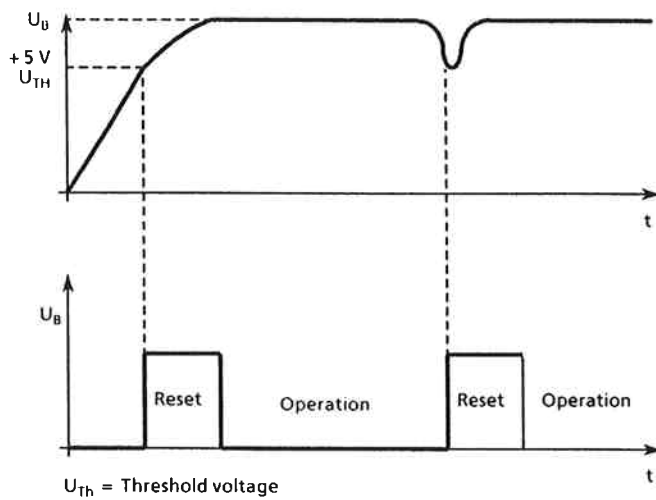 U_B
+ 5 V
U_TH
t
U_B
Reset
Operation
Reset
Operation
t
U_Th = Threshold voltage